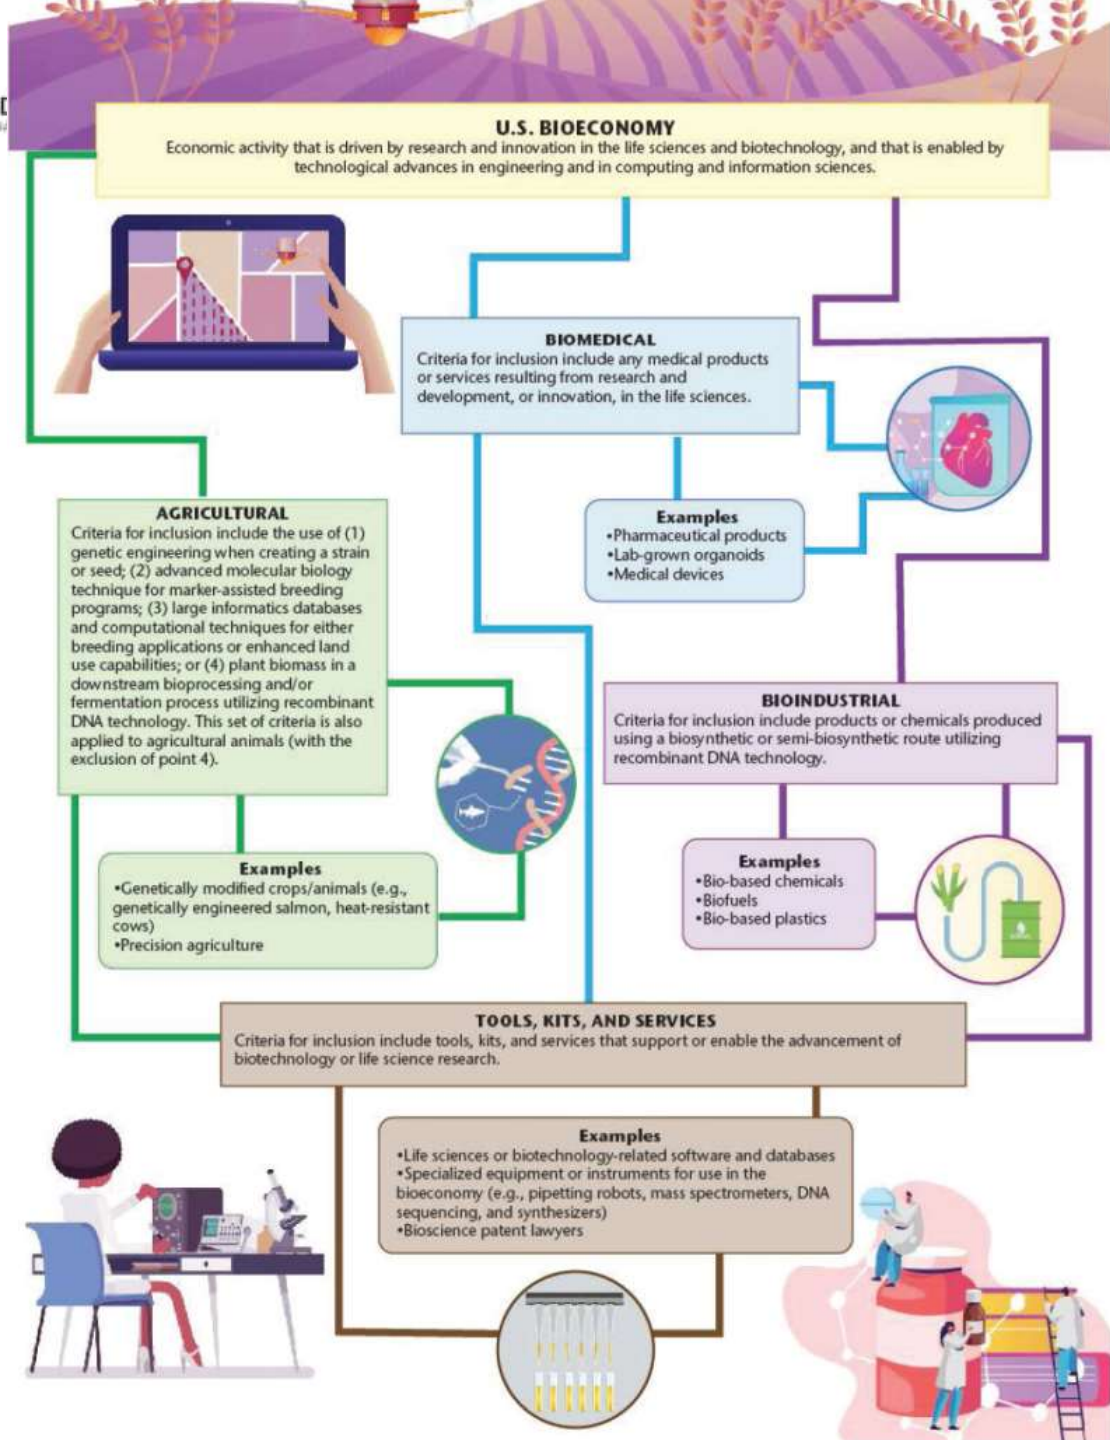 U.S. BIOECONOMY
Economic activity that is driven by research and innovation in the life sciences and biotechnology, and that is enabled by
technological advances in engineering and in computing and information sciences.
BIOMEDICAL
Criteria for inclusion include any medical products
or services resulting from research and
development, or innovation, in the life sciences.
Examples
•Pharmaceutical products
•Lab-grown organoids
•Medical devices
AGRICULTURAL
Criteria for inclusion include the use of (1)
genetic engineering when creating a strain
or seed; (2) advanced molecular biology
technique for marker-assisted breeding
programs; (3) large informatics databases
and computational techniques for either
breeding applications or enhanced land
use capabilities; or (4) plant biomass in a
downstream bioprocessing and/or
fermentation process utilizing recombinant
DNA technology. This set of criteria is also
applied to agricultural animals (with the
exclusion of point 4).
Examples
•Genetically modified crops/animals (e.g.,
genetically engineered salmon, heat-resistant
cows)
•Precision agriculture
BIOINDUSTRIAL
Criteria for inclusion include products or chemicals produced
using a biosynthetic or semi-biosynthetic route utilizing
recombinant DNA technology.
Examples
•Bio-based chemicals
•Biofuels
•Bio-based plastics
TOOLS, KITS, AND SERVICES
Criteria for inclusion include tools, kits, and services that support or enable the advancement of
biotechnology or life science research.
Examples
•Life sciences or biotechnology-related software and databases
•Specialized equipment or instruments for use in the
bioeconomy (e.g., pipetting robots, mass spectrometers, DNA
sequencing, and synthesizers)
•Bioscience patent lawyers